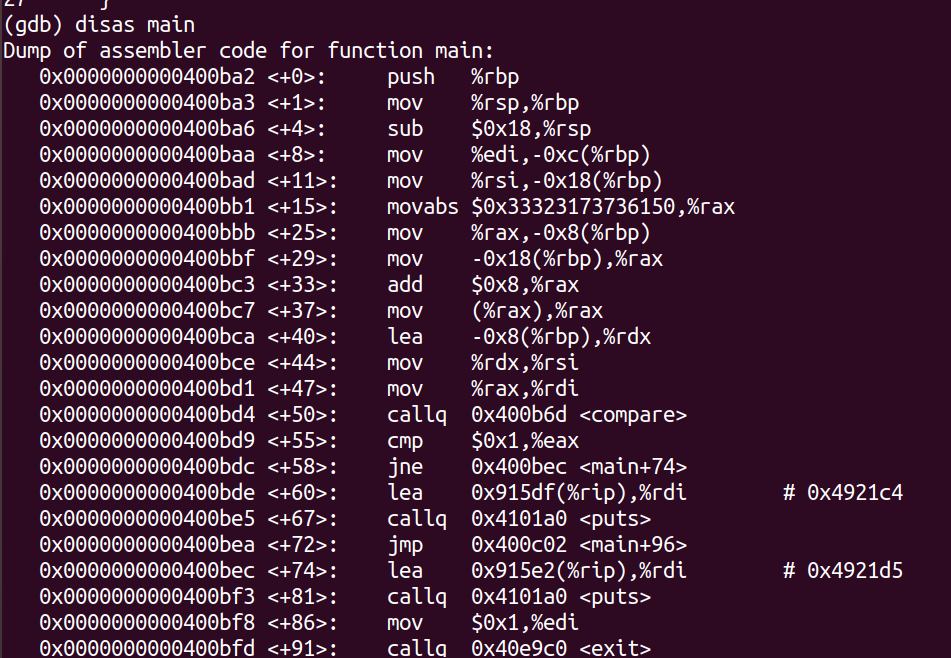 27 }
(gdb) disas main
Dump of assembler code for function main:
0x0000000000400ba2 <+0>: push %rbp
0x0000000000400ba3 <+1>: mov %rsp,%rbp
0x0000000000400ba6 <+4>: sub $0x18,%rsp
0x0000000000400baa <+8>: mov %edi,-0xc(%rbp)
0x0000000000400bad <+11>: mov %rsi,-0x18(%rbp)
0x0000000000400bb1 <+15>: movabs $0x33323173736150,%rax
0x0000000000400bbb <+25>: mov %rax,-0x8(%rbp)
0x0000000000400bbf <+29>: mov -0x18(%rbp),%rax
0x0000000000400bc3 <+33>: add $0x8,%rax
0x0000000000400bc7 <+37>: mov (%rax),%rax
0x0000000000400bca <+40>: lea -0x8(%rbp),%rdx
0x0000000000400bce <+44>: mov %rdx,%rsi
0x0000000000400bd1 <+47>: mov %rax,%rdi
0x0000000000400bd4 <+50>: callq 0x400b6d <compare>
0x0000000000400bd9 <+55>: cmp $0x1,%eax
0x0000000000400bdc <+58>: jne 0x400bec <main+74>
0x0000000000400bde <+60>: lea 0x915df(%rip),%rdi # 0x4921c4
0x0000000000400be5 <+67>: callq 0x4101a0 <puts>
0x0000000000400bea <+72>: jmp 0x400c02 <main+96>
0x0000000000400bec <+74>: lea 0x915e2(%rip),%rdi # 0x4921d5
0x0000000000400bf3 <+81>: callq 0x4101a0 <puts>
0x0000000000400bf8 <+86>: mov $0x1,%edi
0x0000000000400bfd <+91>: callq 0x40e9c0 <exit>